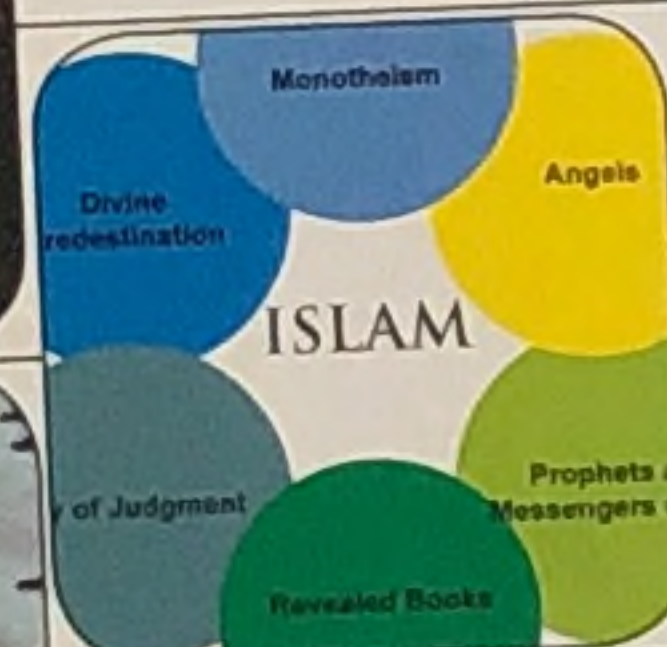 Monotheism
Angels
Divine
redestination
ISLAM
y of Judgment
Prophets
Messengers
Revealed Books